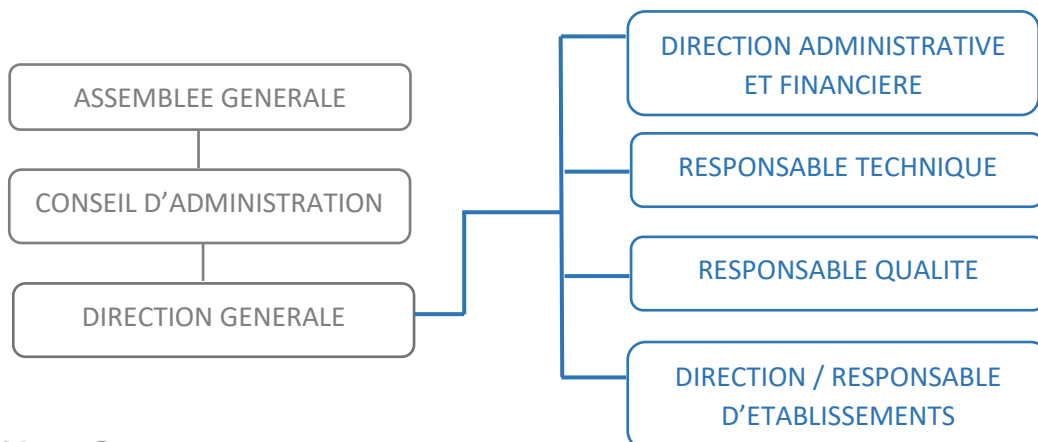 ASSEMBLEE GENERALE
CONSEIL D’ADMINISTRATION
DIRECTION GENERALE
DIRECTION ADMINISTRATIVE
ET FINANCIERE
RESPONSABLE TECHNIQUE
RESPONSABLE QUALITE
DIRECTION / RESPONSABLE
D’ETABLISSEMENTS